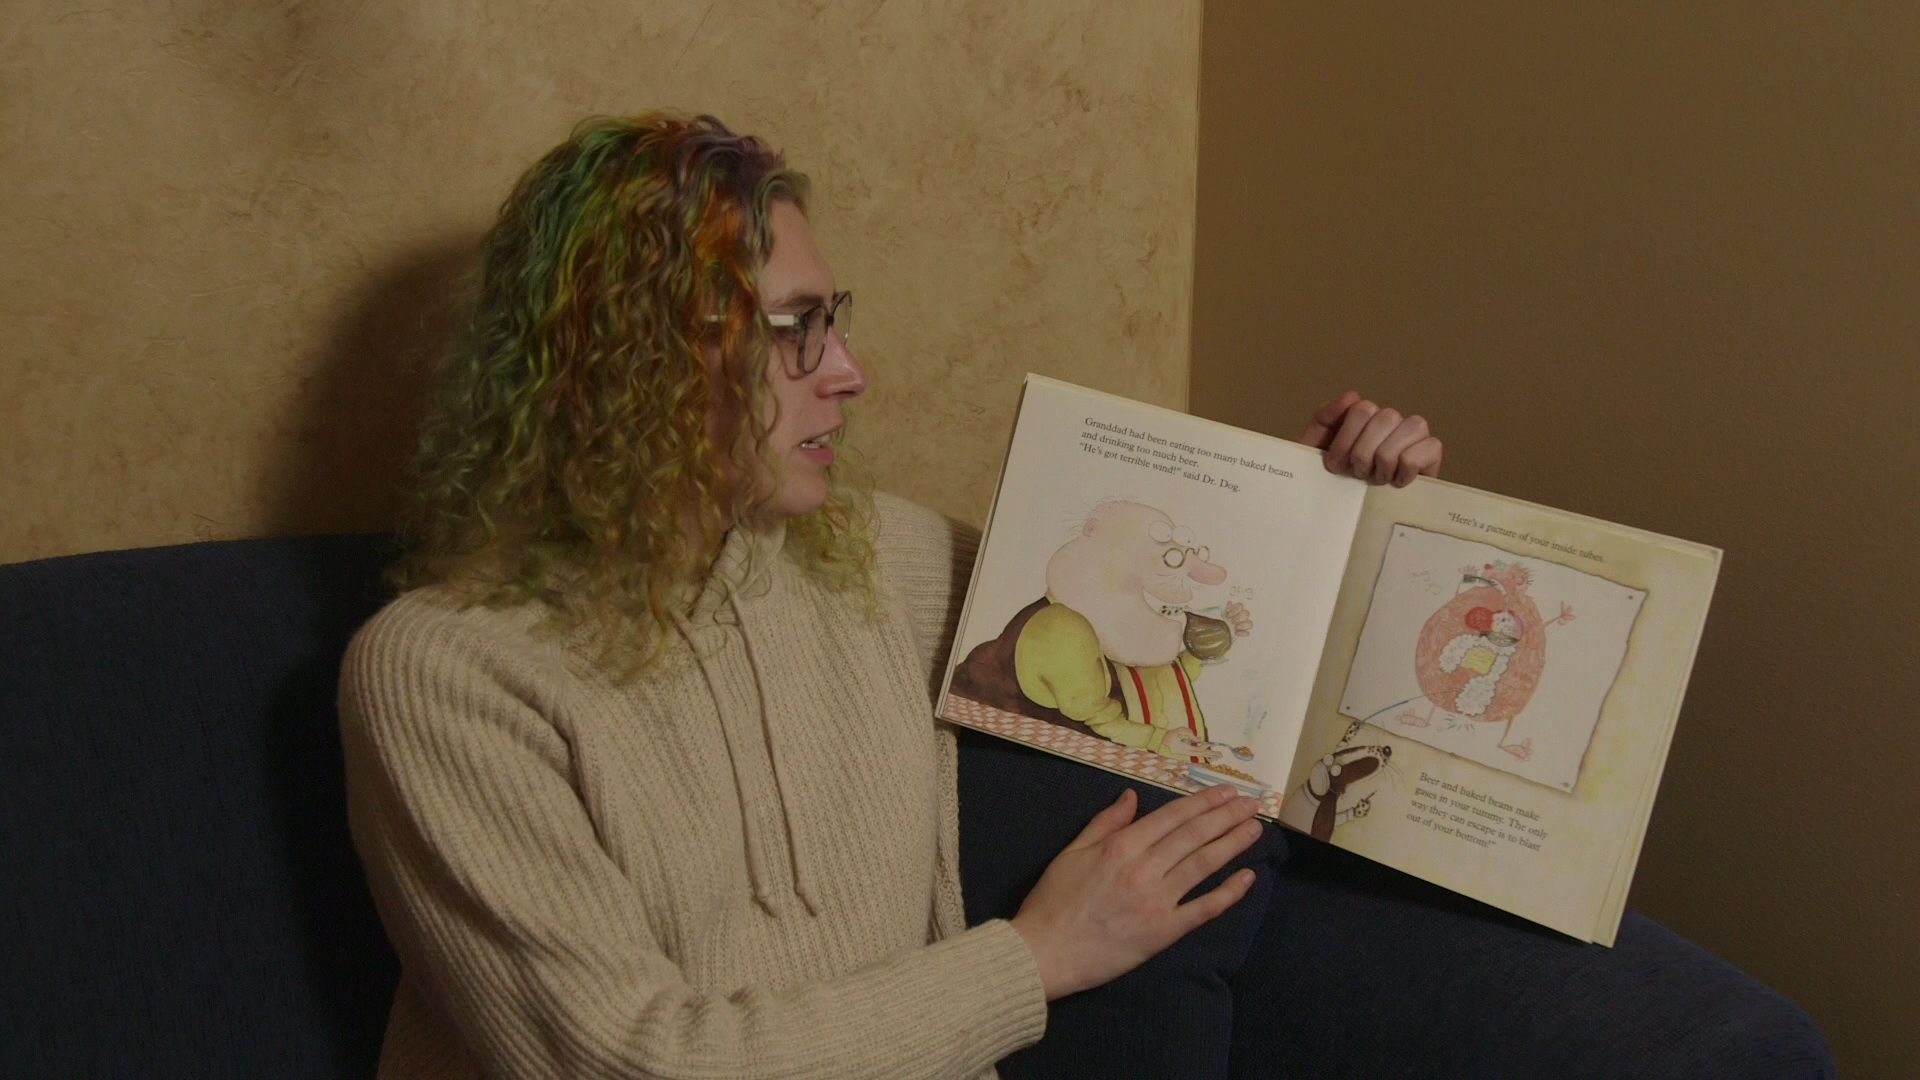 Granddad had been eating too many baked beans
and drinking too much beer.
"He's got terrible wind!" said Dr. Dog.
glug
"Here's a picture of your inside tubes.
Beer and baked beans make
gases in your tummy. The only
way they can escape is to blast
out of your bottom!"